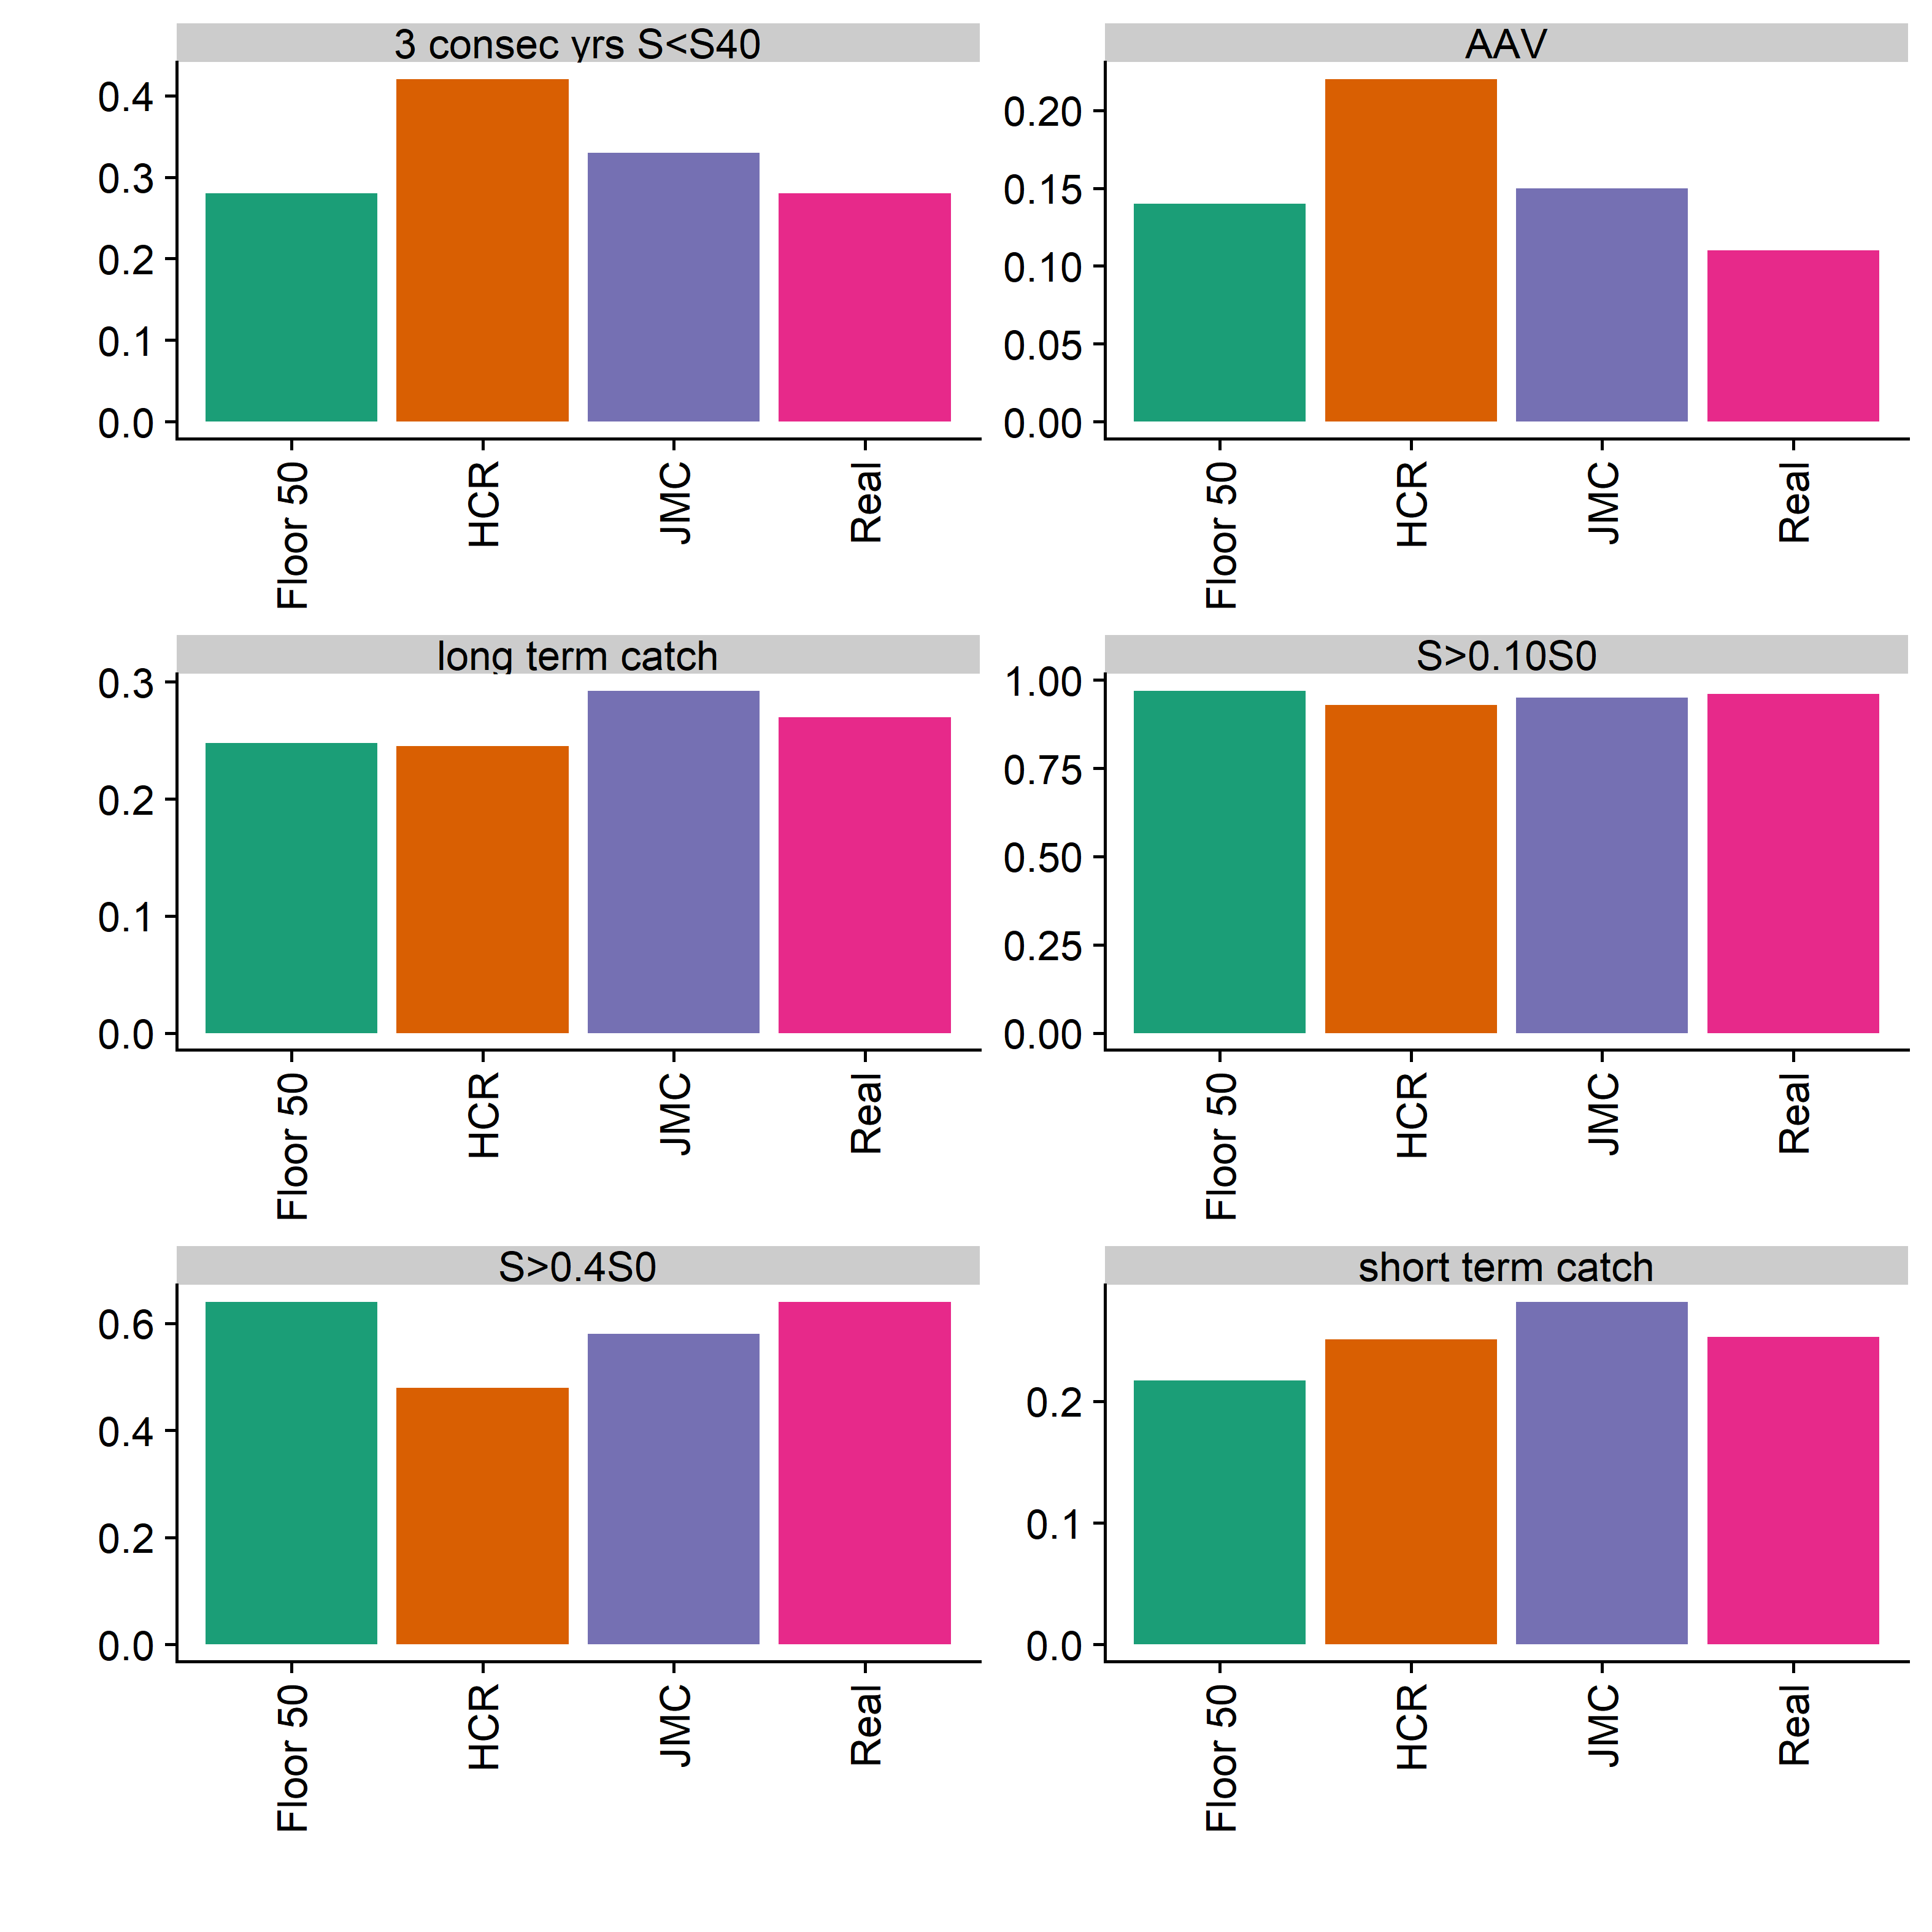 3 consec yrs S<S40
0.4
0.3
0.2
0.1
0.0
Floor 50
HCR
JMC
Real
AAV
0.20
0.15
0.10
0.05
0.00
Floor 50
HCR
JMC
Real
long term catch
0.3
0.2
0.1
0.0
Floor 50
HCR
JMC
Real
S>0.10S0
1.00
0.75
0.50
0.25
0.00
Floor 50
HCR
JMC
Real
S>0.4S0
0.6
0.4
0.2
0.0
Floor 50
HCR
JMC
Real
short term catch
0.2
0.1
0.0
Floor 50
HCR
JMC
Real